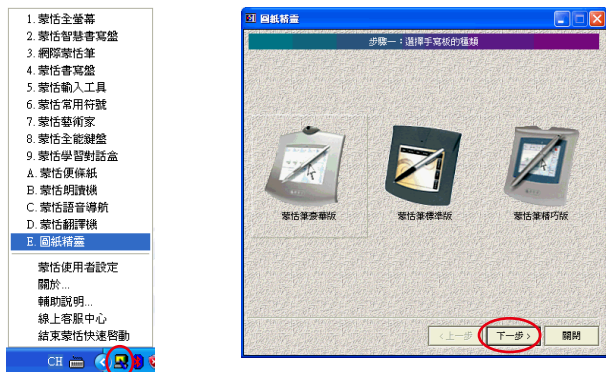 1. 蒙恬全螢幕
2. 蒙恬智慧書寫盤
3. 網際蒙恬筆
4. 蒙恬書寫盤
5. 蒙恬輸入工具
6. 蒙恬常用符號
7. 蒙恬藝術家
8. 蒙恬全能鍵盤
9. 蒙恬學習對話盒
A. 蒙恬便條紙
B. 蒙恬朗讀機
C. 蒙恬語音導航
D. 蒙恬翻譯機
E. 圖紙精靈
蒙恬使用者設定
關於...
輔助說明...
線上客服中心
結束蒙恬快速啓動
CH
圖紙精靈
步驟一：選擇手寫板的種類
蒙恬筆豪華版
蒙恬筆標準版
蒙恬筆精巧版
<上一步
下一步>
關閉